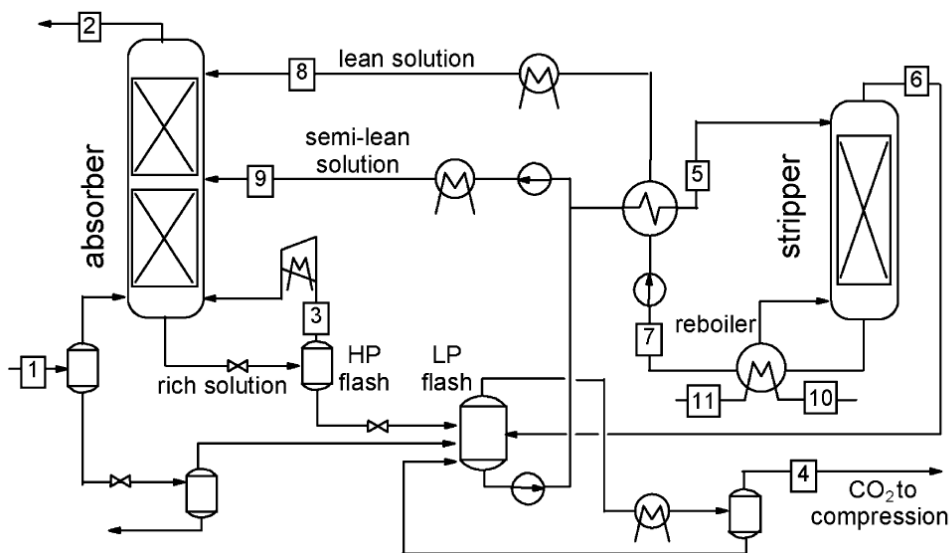 2
lean solution
8
6
semi-lean
solution
9
5
absorber
stripper
3
7
reboiler
1
HP
flash
LP
flash
rich solution
11
10
4
CO₂ to
compression